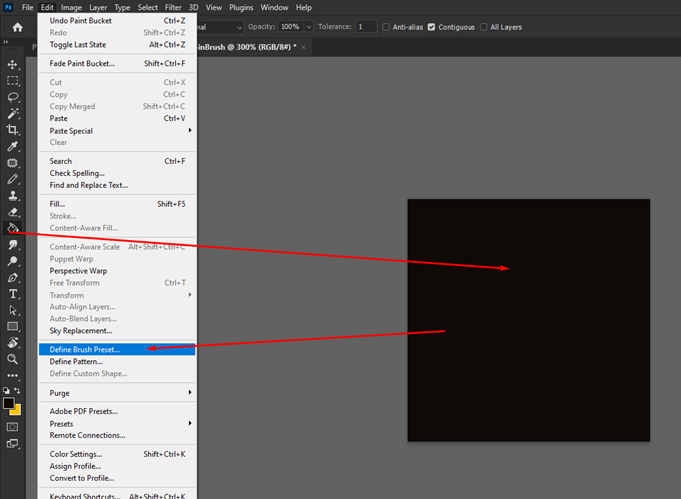 Ps File Edit Image Layer Type Select Filter 3D View Plugins Window Help
Opacity: 100% Tolerance: 1 Anti-alias Contiguous All Layers
@ 300% (RGB/8#) * ×
Undo Paint Bucket Ctrl+Z
Redo Shift+Ctrl+Z
Toggle Last State Alt+Ctrl+Z
Fade Paint Bucket... Shift+Ctrl+F
Cut Ctrl+X
Copy Ctrl+C
Copy Merged Shift+Ctrl+C
Paste Ctrl+V
Paste Special
Clear
Search Ctrl+F
Check Spelling...
Find and Replace Text...
Fill... Shift+F5
Stroke...
Content-Aware Fill...
Content-Aware Scale Alt+Shift+Ctrl+C
Puppet Warp
Perspective Warp
Free Transform Ctrl+T
Transform
Auto-Align Layers...
Auto-Blend Layers...
Sky Replacement...
Define Brush Preset...
Define Pattern...
Define Custom Shape...
Purge
Adobe PDF Presets...
Presets
Remote Connections...
Color Settings... Shift+Ctrl+K
Assign Profile...
Convert to Profile...
Keyboard Shortcuts... Alt+Shift+Ctrl+K